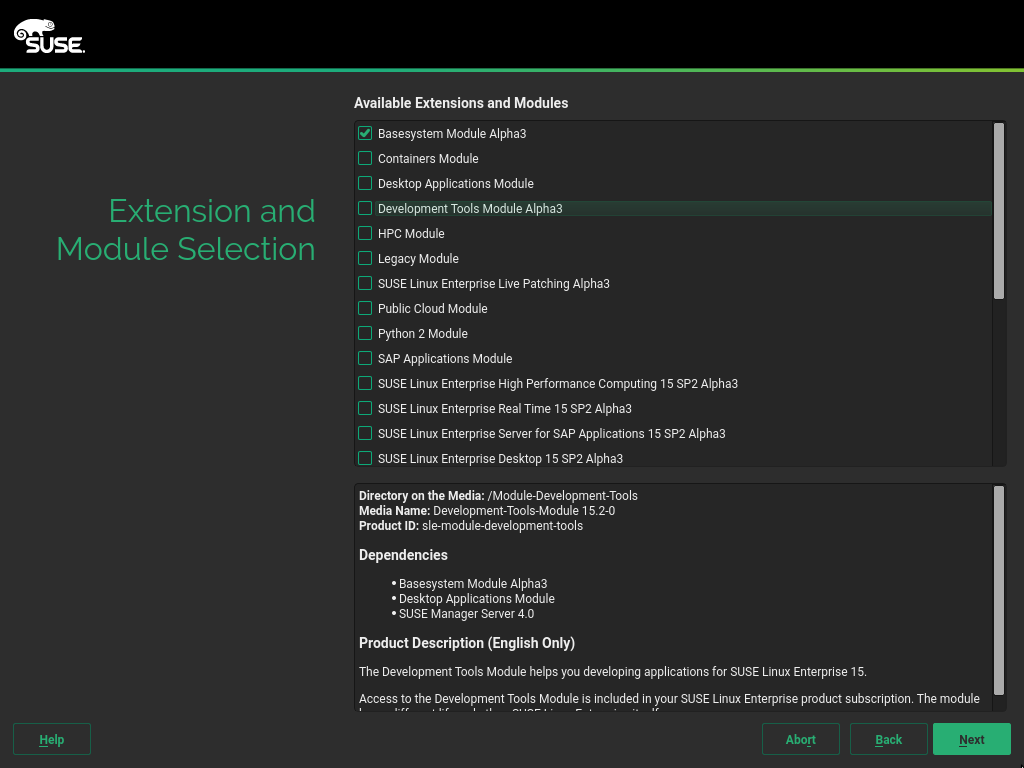 SUSE
Available Extensions and Modules
Basesystem Module Alpha3
Containers Module
Desktop Applications Module
Extension and
Module Selection
Development Tools Module Alpha3
HPC Module
Legacy Module
SUSE Linux Enterprise Live Patching Alpha3
Public Cloud Module
Python 2 Module
SAP Applications Module
SUSE Linux Enterprise High Performance Computing 15 SP2 Alpha3
SUSE Linux Enterprise Real Time 15 SP2 Alpha3
SUSE Linux Enterprise Server for SAP Applications 15 SP2 Alpha3
SUSE Linux Enterprise Desktop 15 SP2 Alpha3
Directory on the Media: /Module-Development-Tools
Media Name: Development-Tools-Module 15.2-0
Product ID: sle-module-development-tools
Dependencies
• Basesystem Module Alpha3
• Desktop Applications Module
• SUSE Manager Server 4.0
Product Description (English Only)
The Development Tools Module helps you developing applications for SUSE Linux Enterprise 15.
Access to the Development Tools Module is included in your SUSE Linux Enterprise product subscription. The module
Help
Abort
Back
Next